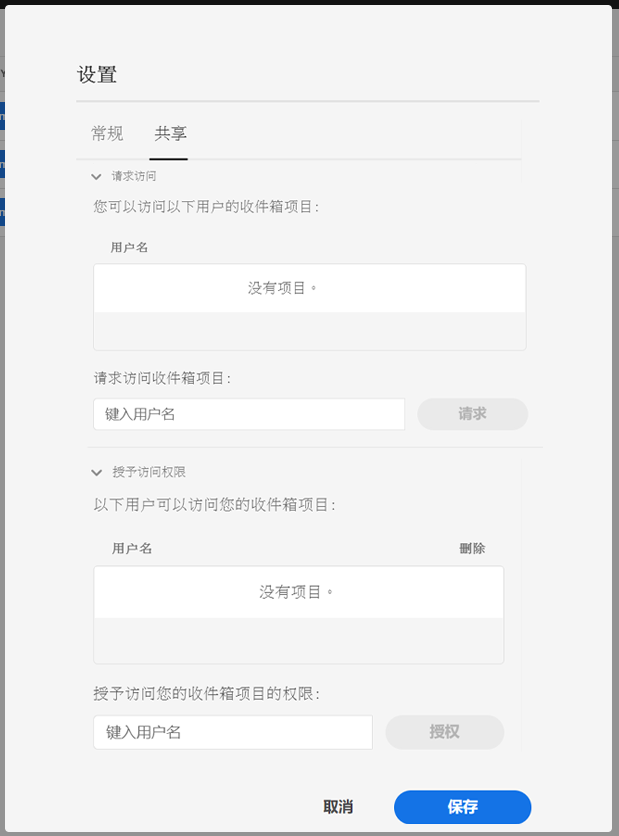 设置
常规 共享
请求访问
您可以访问以下用户的收件箱项目：
用户名
没有项目。
请求访问收件箱项目：
键入用户名 请求
授予访问权限
以下用户可以访问您的收件箱项目：
用户名 删除
没有项目。
授予访问您的收件箱项目的权限：
键入用户名 授权
取消 保存